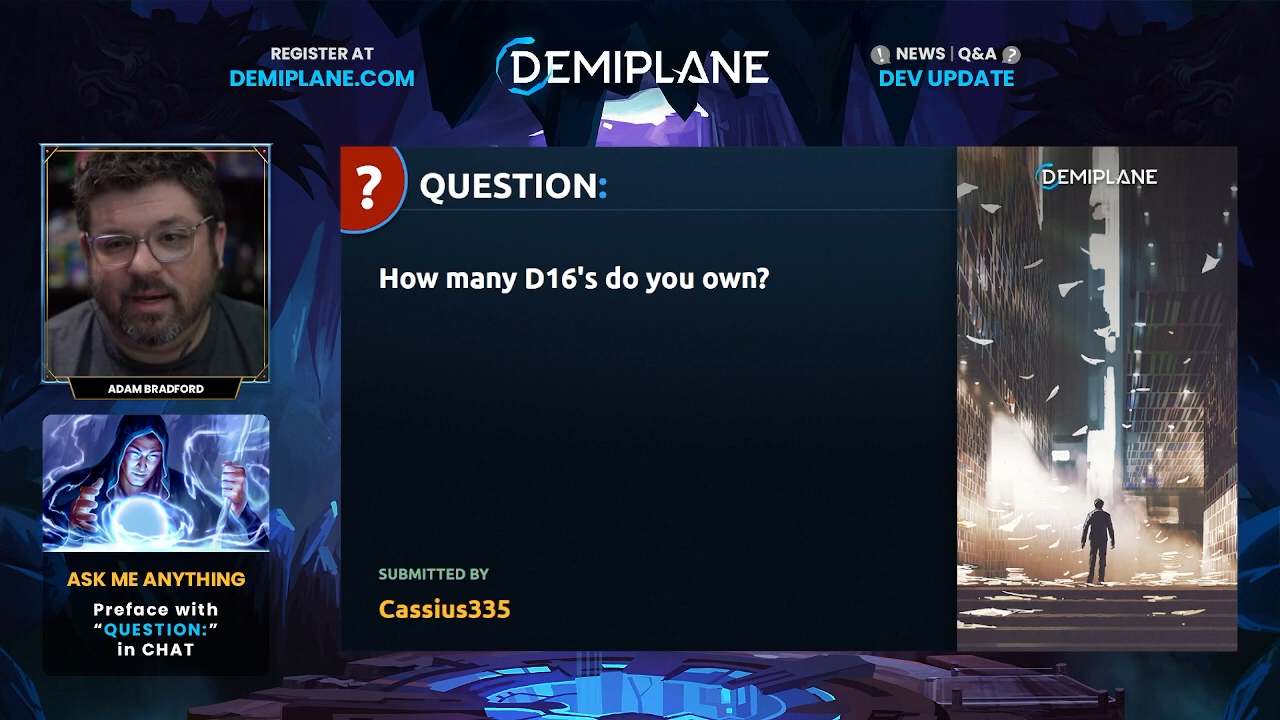 REGISTER AT
DEMIPLANE.COM
DEMIPLANE
! NEWS | Q&A ?
DEV UPDATE
? QUESTION:
How many D16's do you own?
SUBMITTED BY
Cassius335
DEMIPLANE
ADAM BRADFORD
ASK ME ANYTHING
Preface with
“QUESTION:”
in CHAT